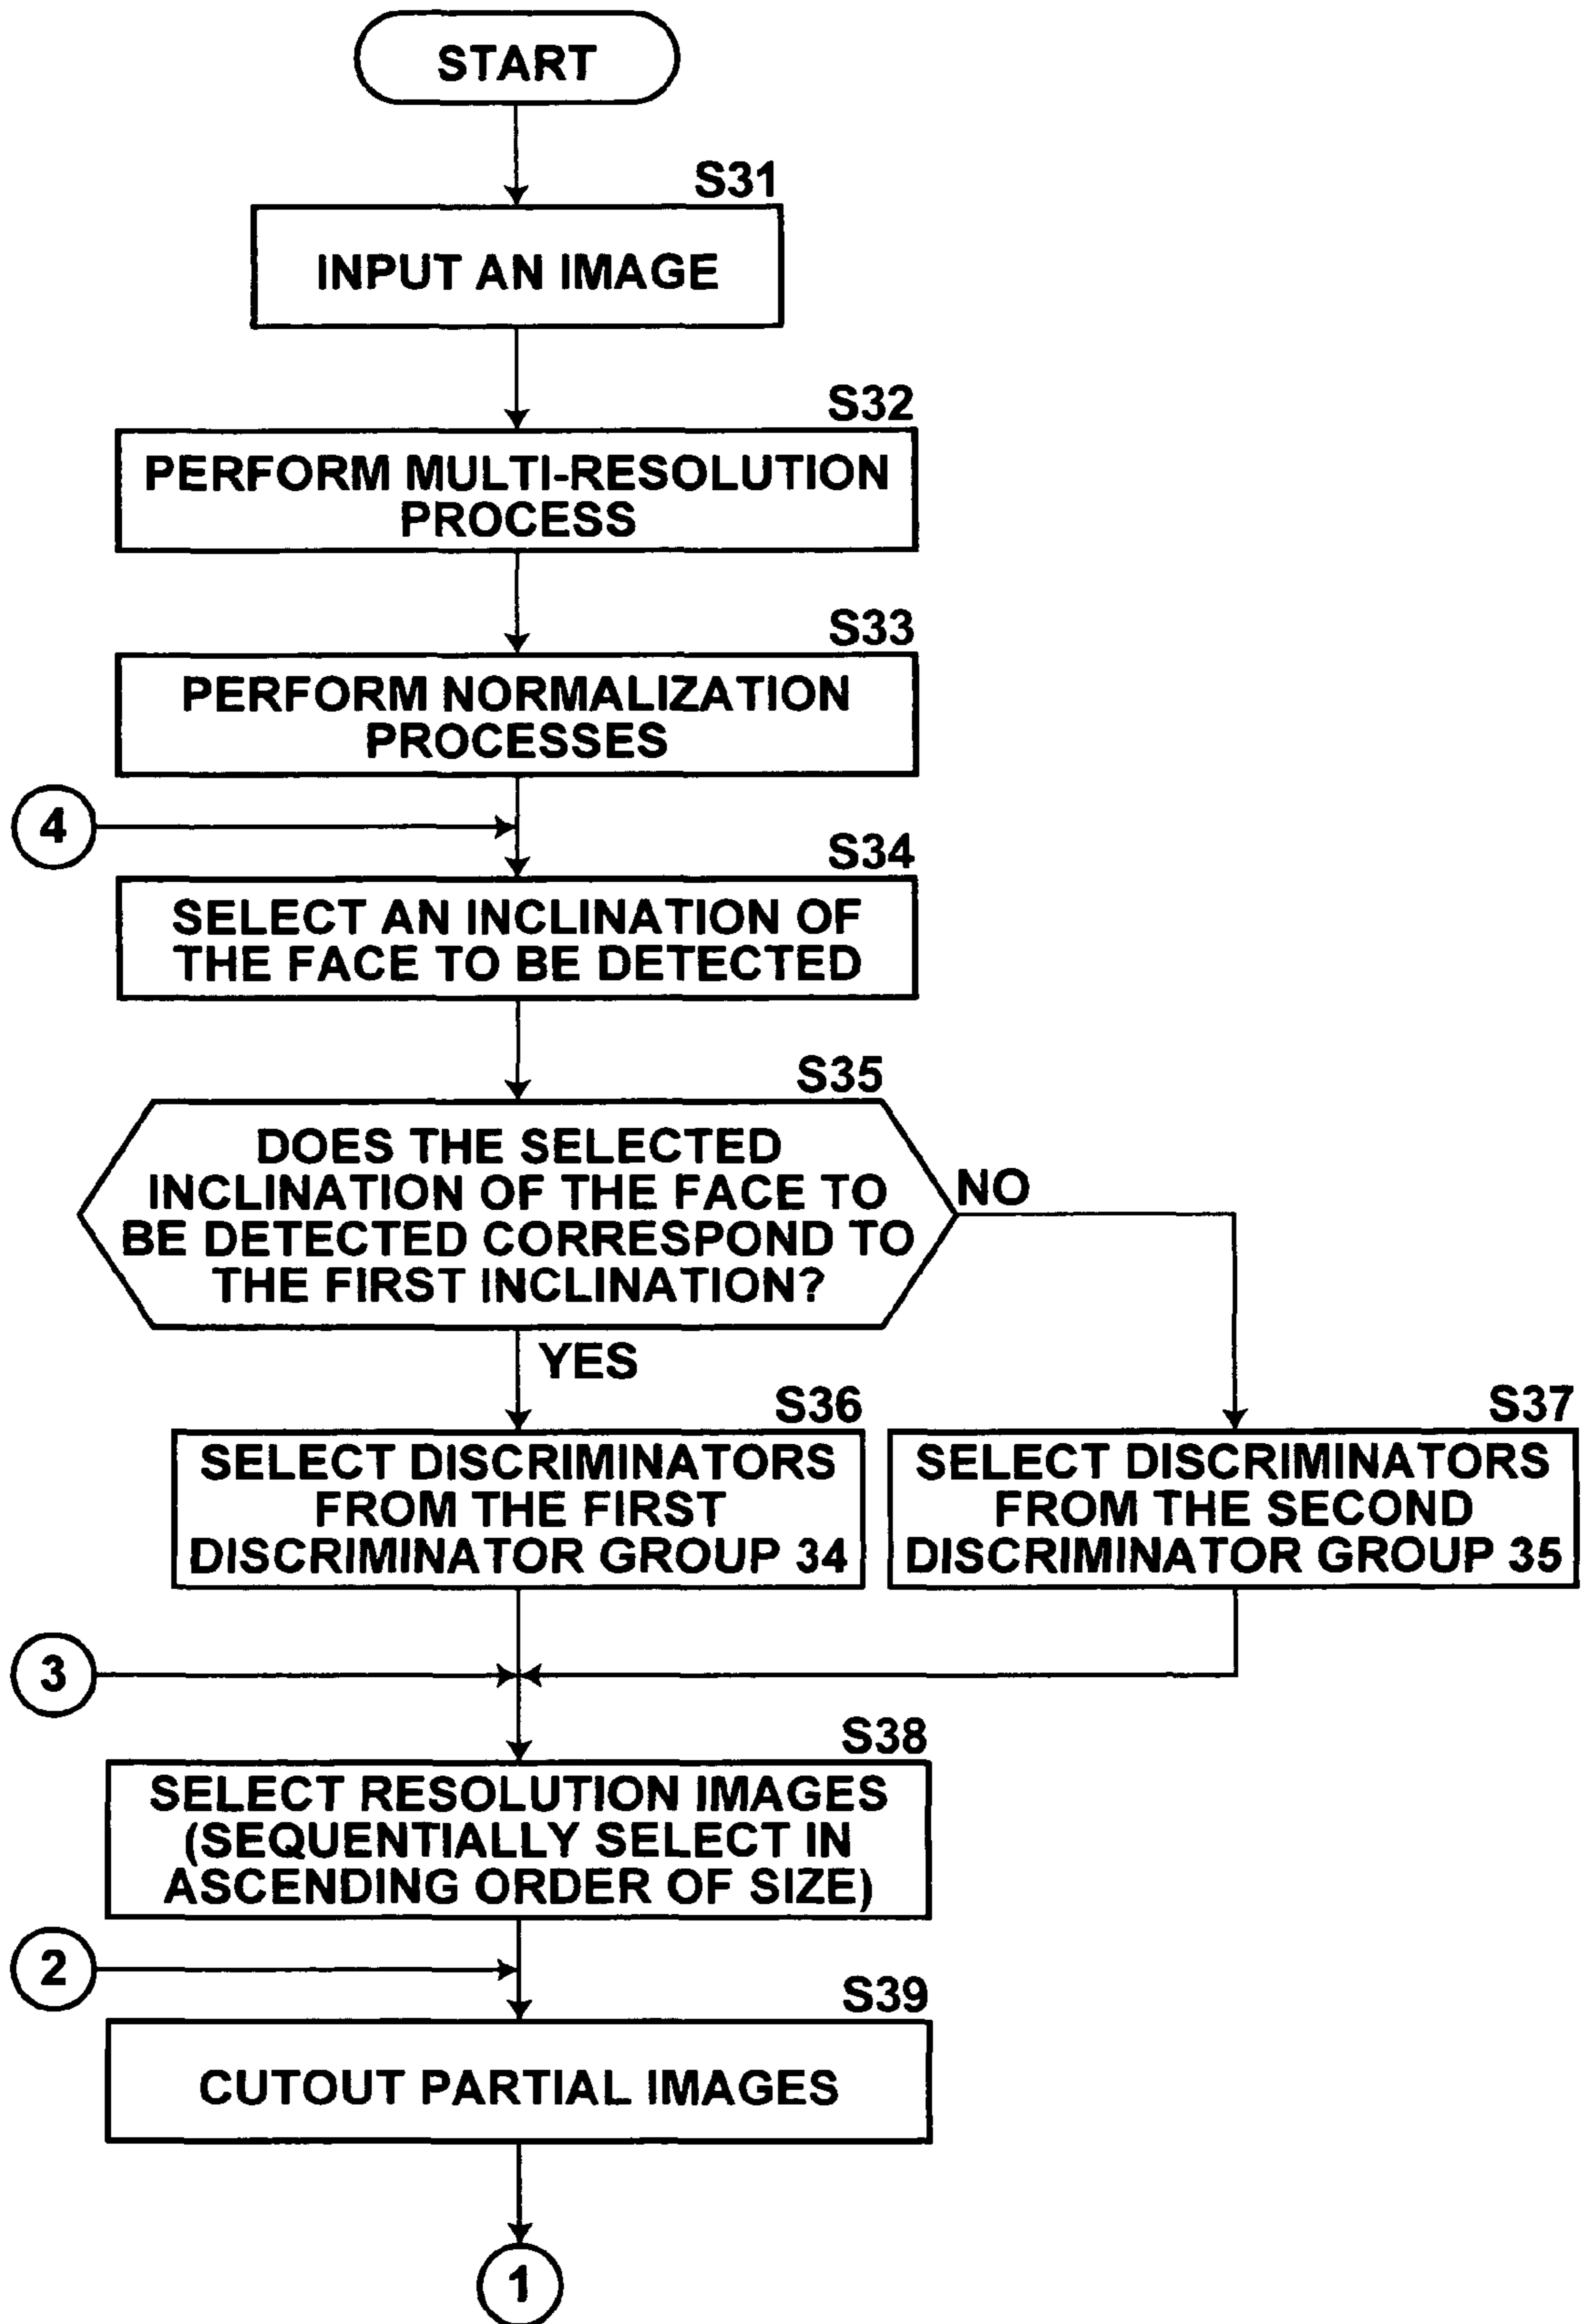 START
S31
INPUT AN IMAGE
S32
PERFORM MULTI-RESOLUTION
PROCESS
S33
PERFORM NORMALIZATION
PROCESSES
4
S34
SELECT AN INCLINATION OF
THE FACE TO BE DETECTED
S35
DOES THE SELECTED
INCLINATION OF THE FACE TO
BE DETECTED CORRESPOND TO
THE FIRST INCLINATION?
NO
YES
S36
SELECT DISCRIMINATORS
FROM THE FIRST
DISCRIMINATOR GROUP 34
S37
SELECT DISCRIMINATORS
FROM THE SECOND
DISCRIMINATOR GROUP 35
3
S38
SELECT RESOLUTION IMAGES
(SEQUENTIALLY SELECT IN
ASCENDING ORDER OF SIZE)
2
S39
CUTOUT PARTIAL IMAGES
1